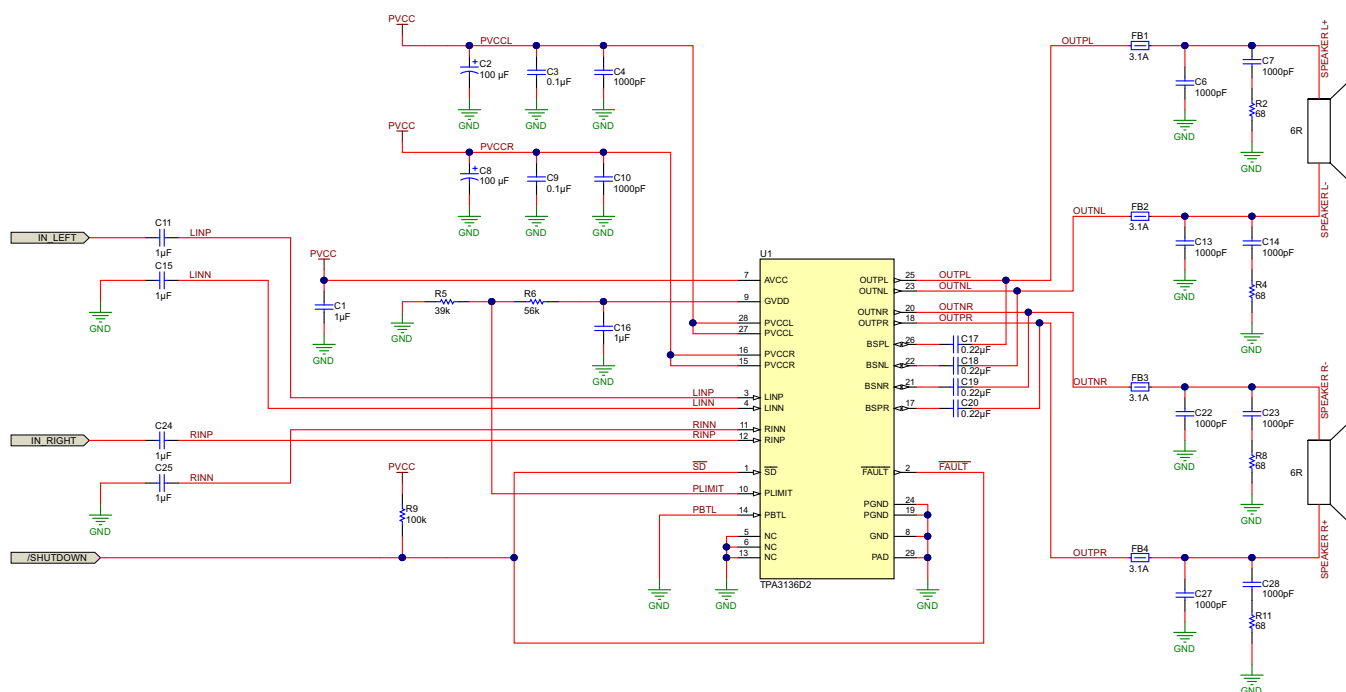 PVCC
PVCCL
C2
100 µF
C3
0.1µF
C4
1000pF
GND
GND
GND
PVCC
PVCCR
C8
100 µF
C9
0.1µF
C10
1000pF
GND
GND
GND
IN_LEFT
C11
1µF
LINP
C15
1µF
LINN
GND
PVCC
C1
1µF
GND
R5
39k
R6
56k
GND
C16
1µF
GND
IN_RIGHT
C24
1µF
RINP
C25
1µF
RINN
GND
PVCC
R9
100k
/SHUTDOWN
LINP
LINN
RINN
RINP
SD
PLIMIT
PBTL
GND
GND
U1
7 AVCC
9 GVDD
28 PVCCL
27 PVCCL
16 PVCCR
15 PVCCR
3 LINP
4 LINN
11 RINN
12 RINP
1 SD
10 PLIMIT
14 PBTL
5 NC
6 NC
13 NC
OUTPL 25 OUTPL
OUTNL 23 OUTNL
OUTNR 20 OUTNR
OUTPR 18 OUTPR
BSPL 26
BSNL 22
BSNR 21
BSPR 17
FAULT 2 FAULT
PGND 24
PGND 19
GND 8
PAD 29
TPA3136D2
GND
C17
0.22µF
C18
0.22µF
C19
0.22µF
C20
0.22µF
OUTPL
FB1
3.1A
C6
1000pF
GND
C7
1000pF
R2
68
GND
SPEAKER L+
6R
SPEAKER L-
OUTNL
FB2
3.1A
C13
1000pF
GND
C14
1000pF
R4
68
GND
OUTNR
FB3
3.1A
C22
1000pF
GND
C23
1000pF
R8
68
GND
SPEAKER R-
6R
SPEAKER R+
OUTPR
FB4
3.1A
C27
1000pF
GND
C28
1000pF
R11
68
GND